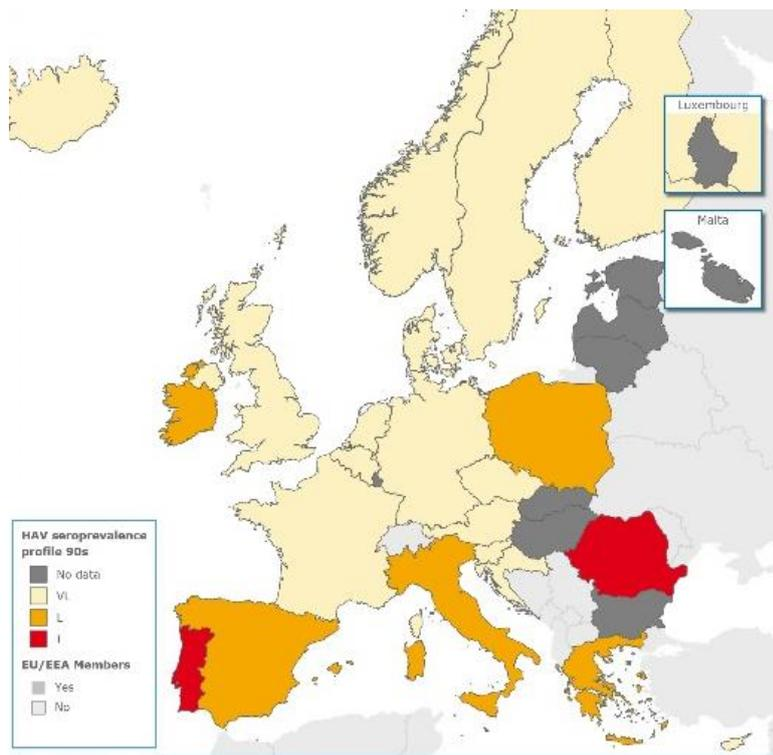 Luxembourg
Malta
HAV seroprevalence
profile 90s
No data
VL
L
I
EU/EEA Members
Yes
No